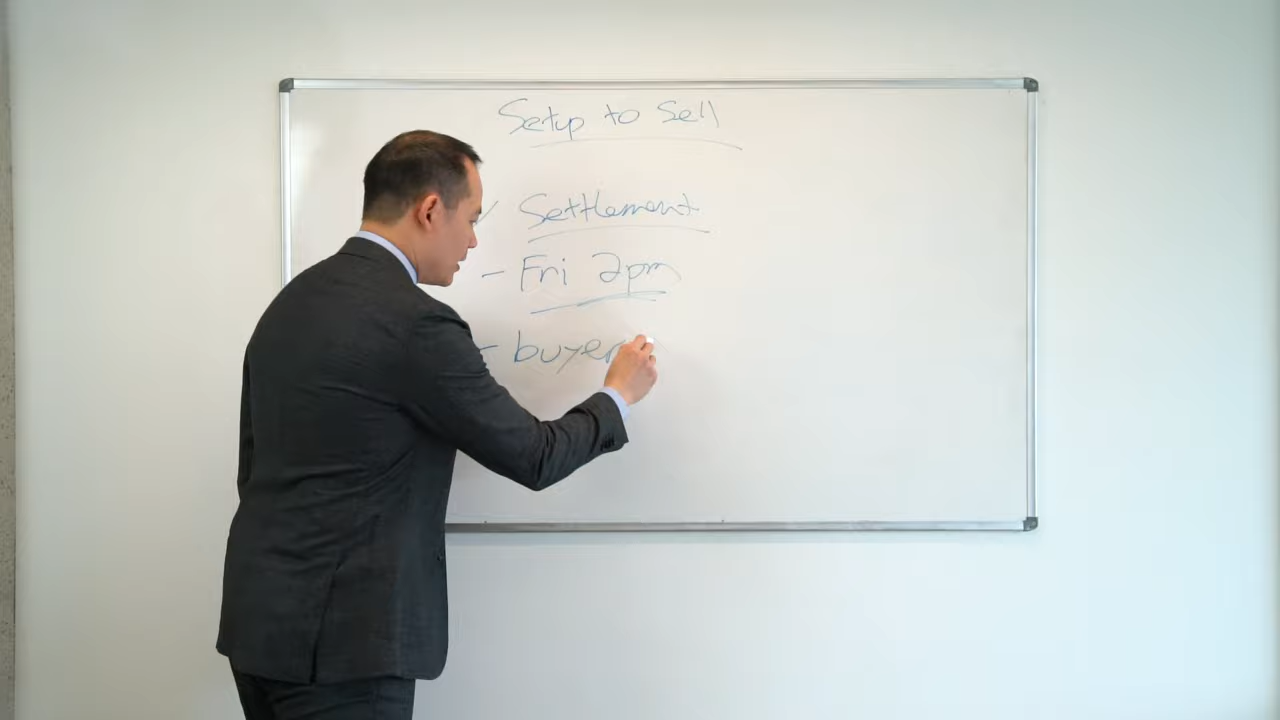 Setup to Sell
✓ Settlement
- Fri 2pm
- buyer